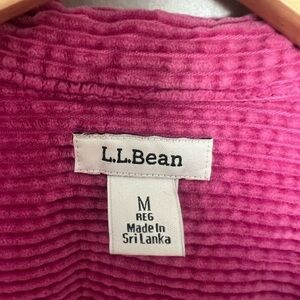 L.L.Bean
M
REG
Made In
Sri Lanka